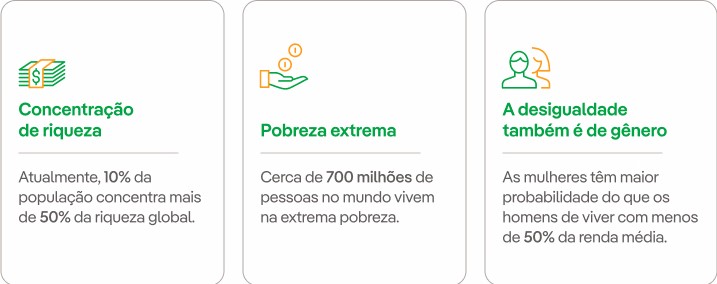 Concentração
de riqueza
Atualmente, 10% da
população concentra mais
de 50% da riqueza global.
Pobreza extrema
Cerca de 700 milhões de
pessoas no mundo vivem
na extrema pobreza.
A desigualdade
também é de gênero
As mulheres têm maior
probabilidade do que os
homens de viver com menos
de 50% da renda média.